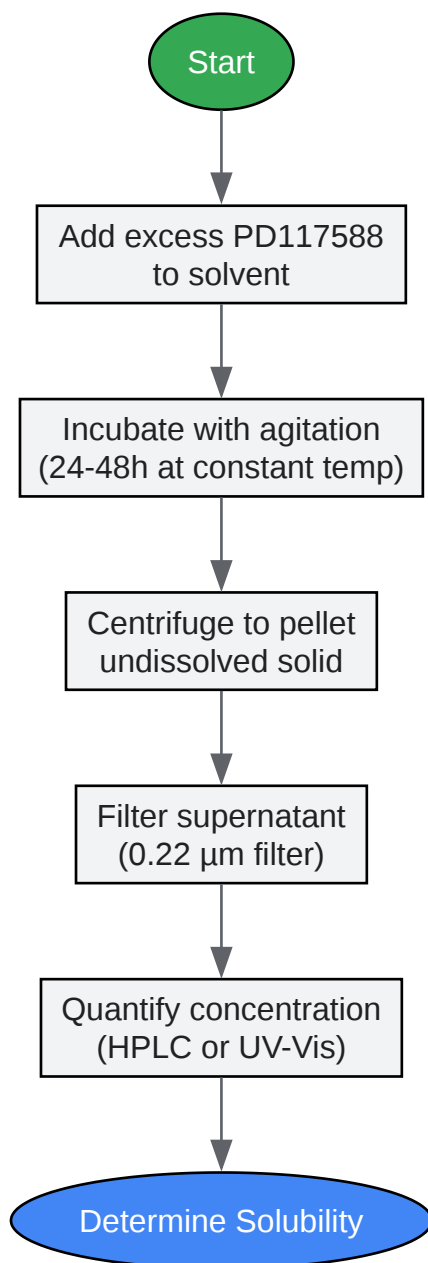 Start
Add excess PD117588
to solvent
Incubate with agitation
(24-48h at constant temp)
Centrifuge to pellet
undissolved solid
Filter supernatant
(0.22 µm filter)
Quantify concentration
(HPLC or UV-Vis)
Determine Solubility